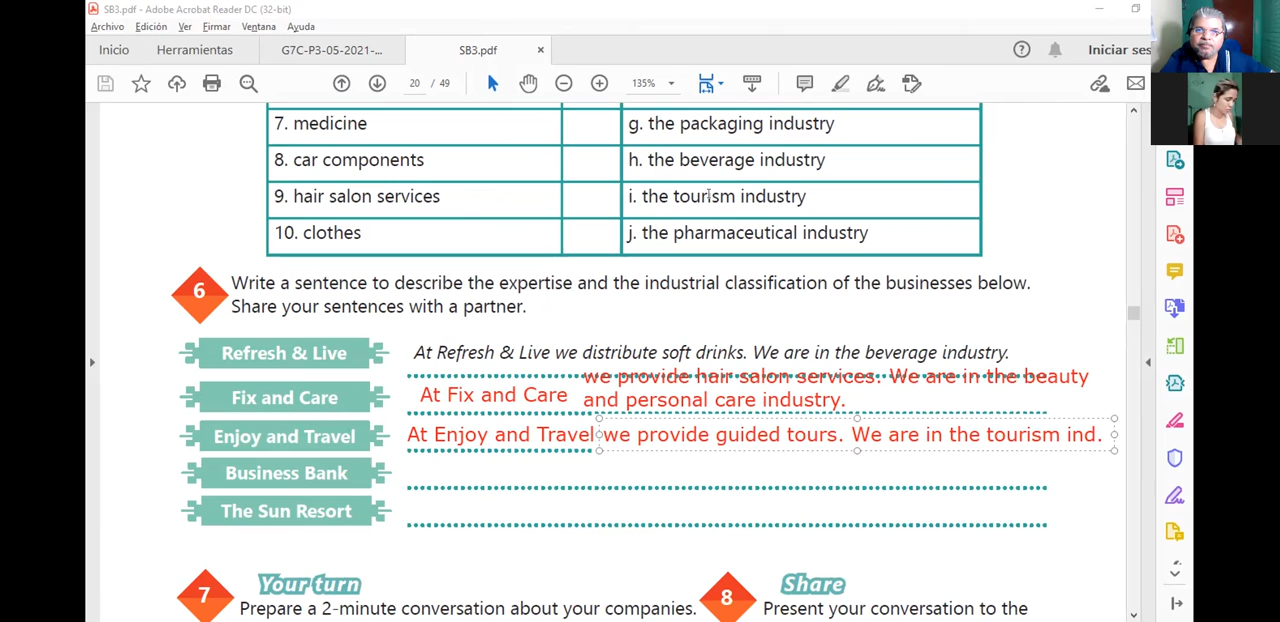 SB3.pdf - Adobe Acrobat Reader DC (32-bit)
Archivo Edición Ver Firmar Ventana Ayuda
Inicio Herramientas G7C-P3-05-2021-... SB3.pdf × Iniciar ses
20 / 49 135%
7. medicine g. the packaging industry
8. car components h. the beverage industry
9. hair salon services i. the tourism industry
10. clothes j. the pharmaceutical industry
6 Write a sentence to describe the expertise and the industrial classification of the businesses below.
Share your sentences with a partner.
Refresh & Live At Refresh & Live we distribute soft drinks. We are in the beverage industry.
we provide hair salon services. We are in the beauty
Fix and Care At Fix and Care and personal care industry.
Enjoy and Travel At Enjoy and Travel we provide guided tours. We are in the tourism ind.
Business Bank
The Sun Resort
7 Your turn 8 Share
Prepare a 2-minute conversation about your companies. Present your conversation to the